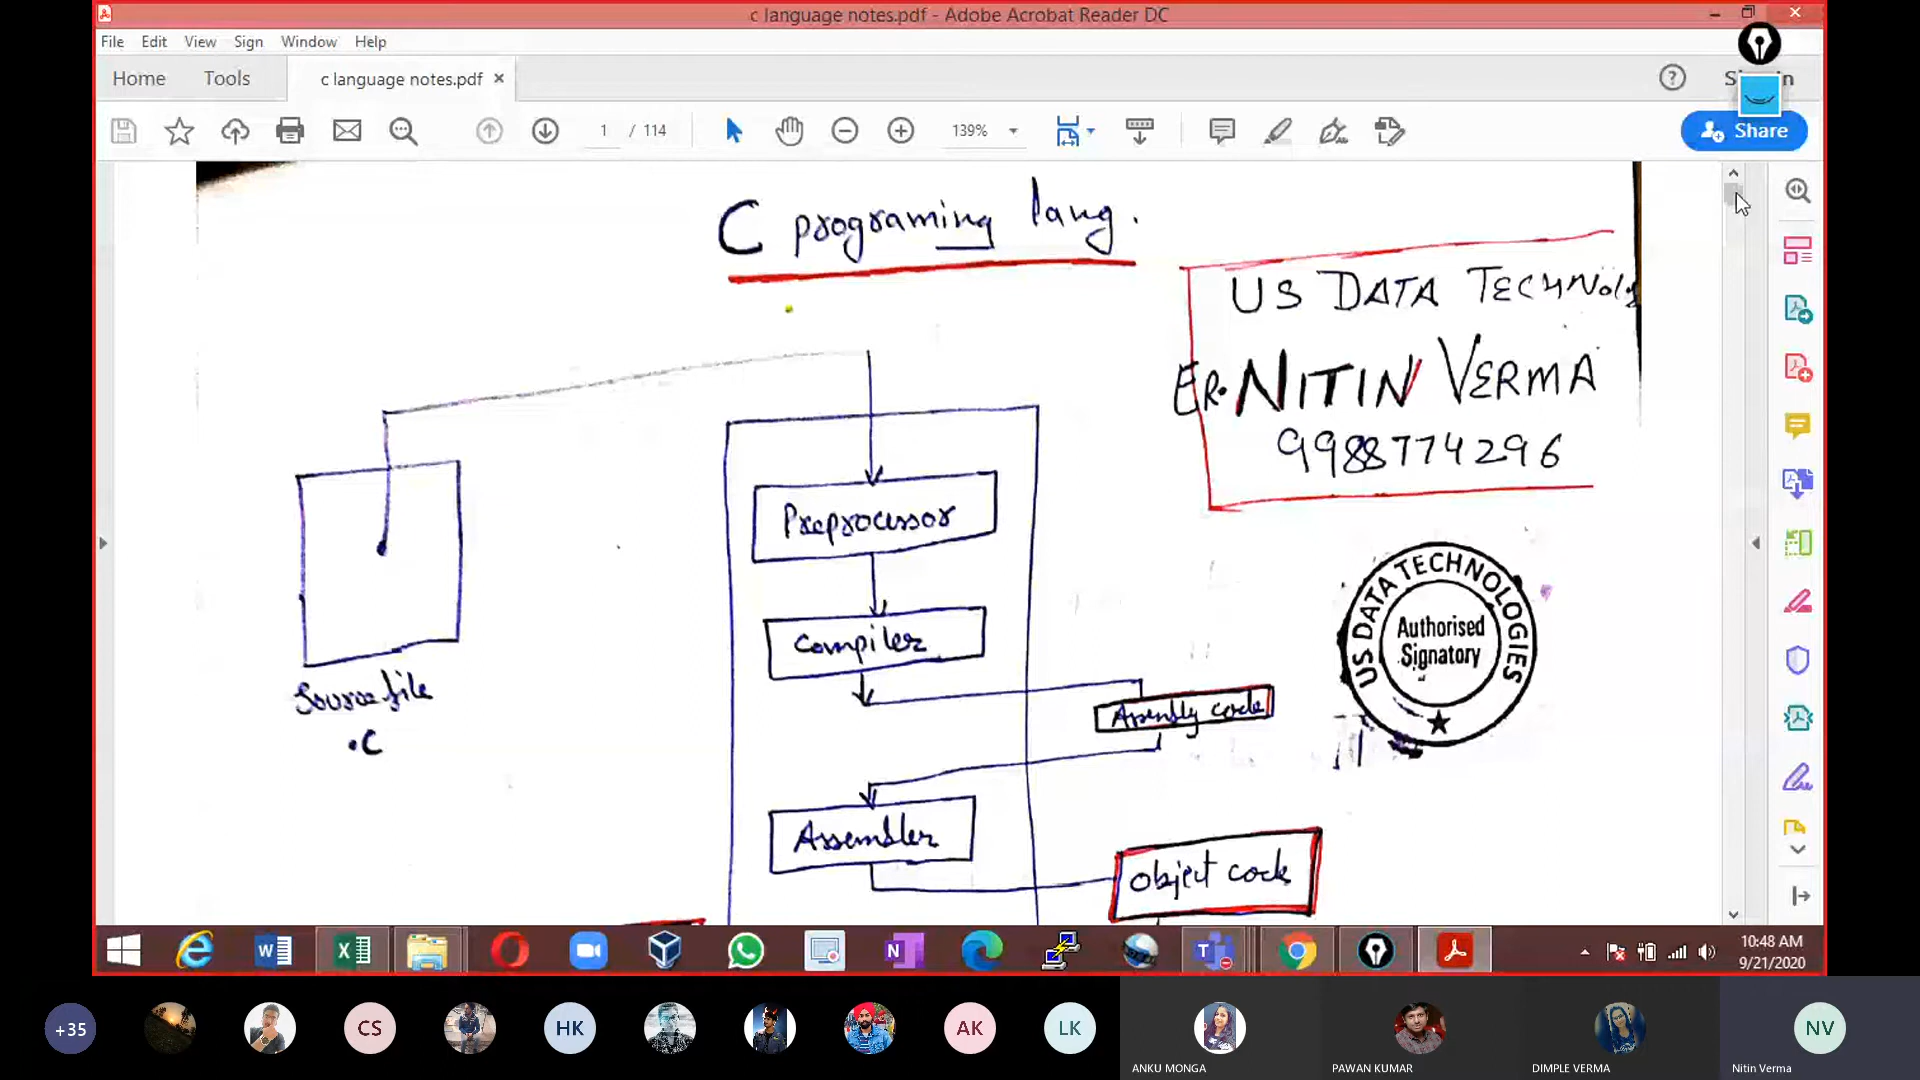 c language notes.pdf - Adobe Acrobat Reader DC
File Edit View Sign Window Help
Home Tools c language notes.pdf
1 / 114 139% Share
C programing lang.
US DATA
ER. NITIN VERMA
9988774296
Preprocessor
Compiler
Assembly code
Source file
.C
Assembler
Object code
US DATA TECHNOLOGIES
Authorised
Signatory
10:48 AM
9/21/2020
+35 CS HK AK LK NV
ANKU MONGA PAWAN KUMAR DIMPLE VERMA Nitin Verma